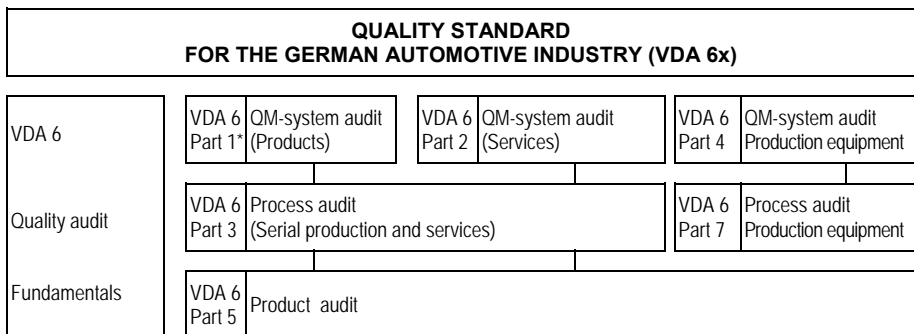 QUALITY STANDARD
FOR THE GERMAN AUTOMOTIVE INDUSTRY (VDA 6x)
VDA 6
Quality audit
Fundamentals
VDA 6
Part 1*
QM-system audit
(Products)
VDA 6
Part 2
QM-system audit
(Services)
VDA 6
Part 4
QM-system audit
Production equipment
VDA 6
Part 3
Process audit
(Serial production and services)
VDA 6
Part 7
Process audit
Production equipment
VDA 6
Part 5
Product audit